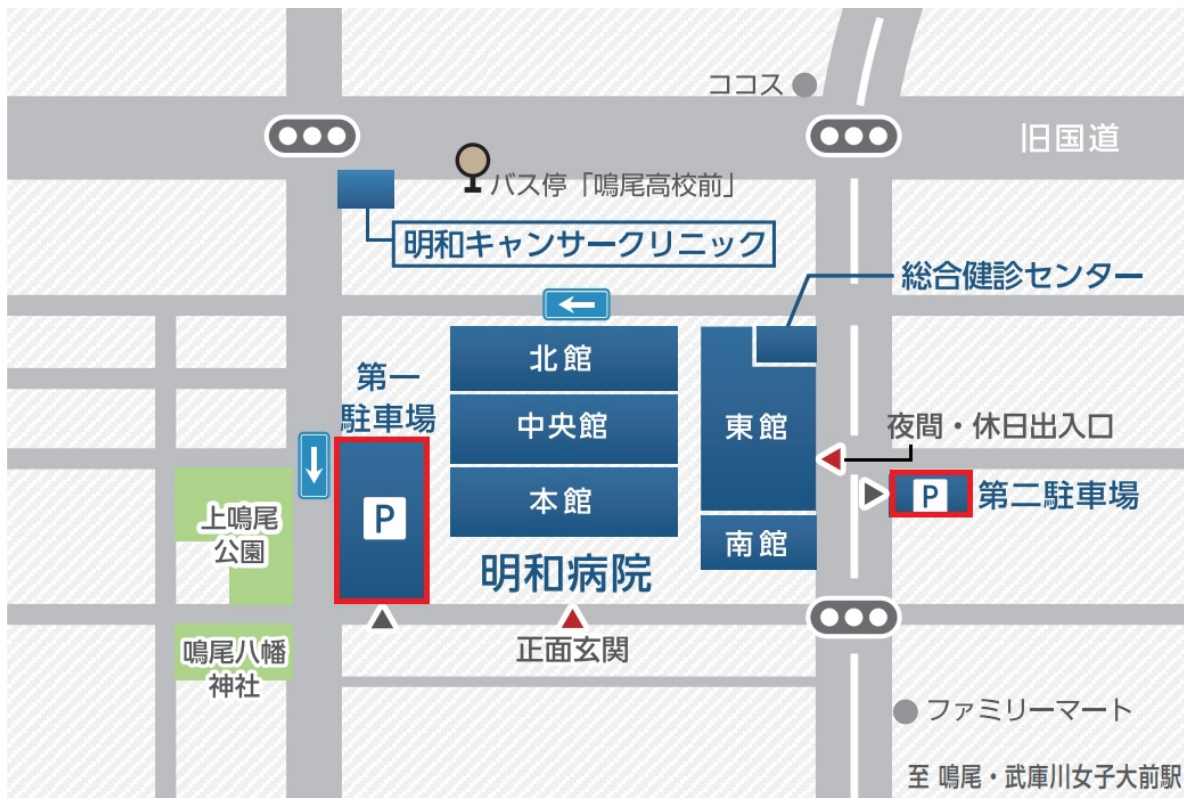 ココス
旧国道
バス停「鳴尾高校前」
明和キャンサークリニック
総合健診センター
北館
中央館
本館
東館
南館
第一
駐車場
P
夜間・休日出入口
P
第二駐車場
上鳴尾
公園
明和病院
正面玄関
鳴尾八幡
神社
ファミリーマート
至 鳴尾・武庫川女子大前駅